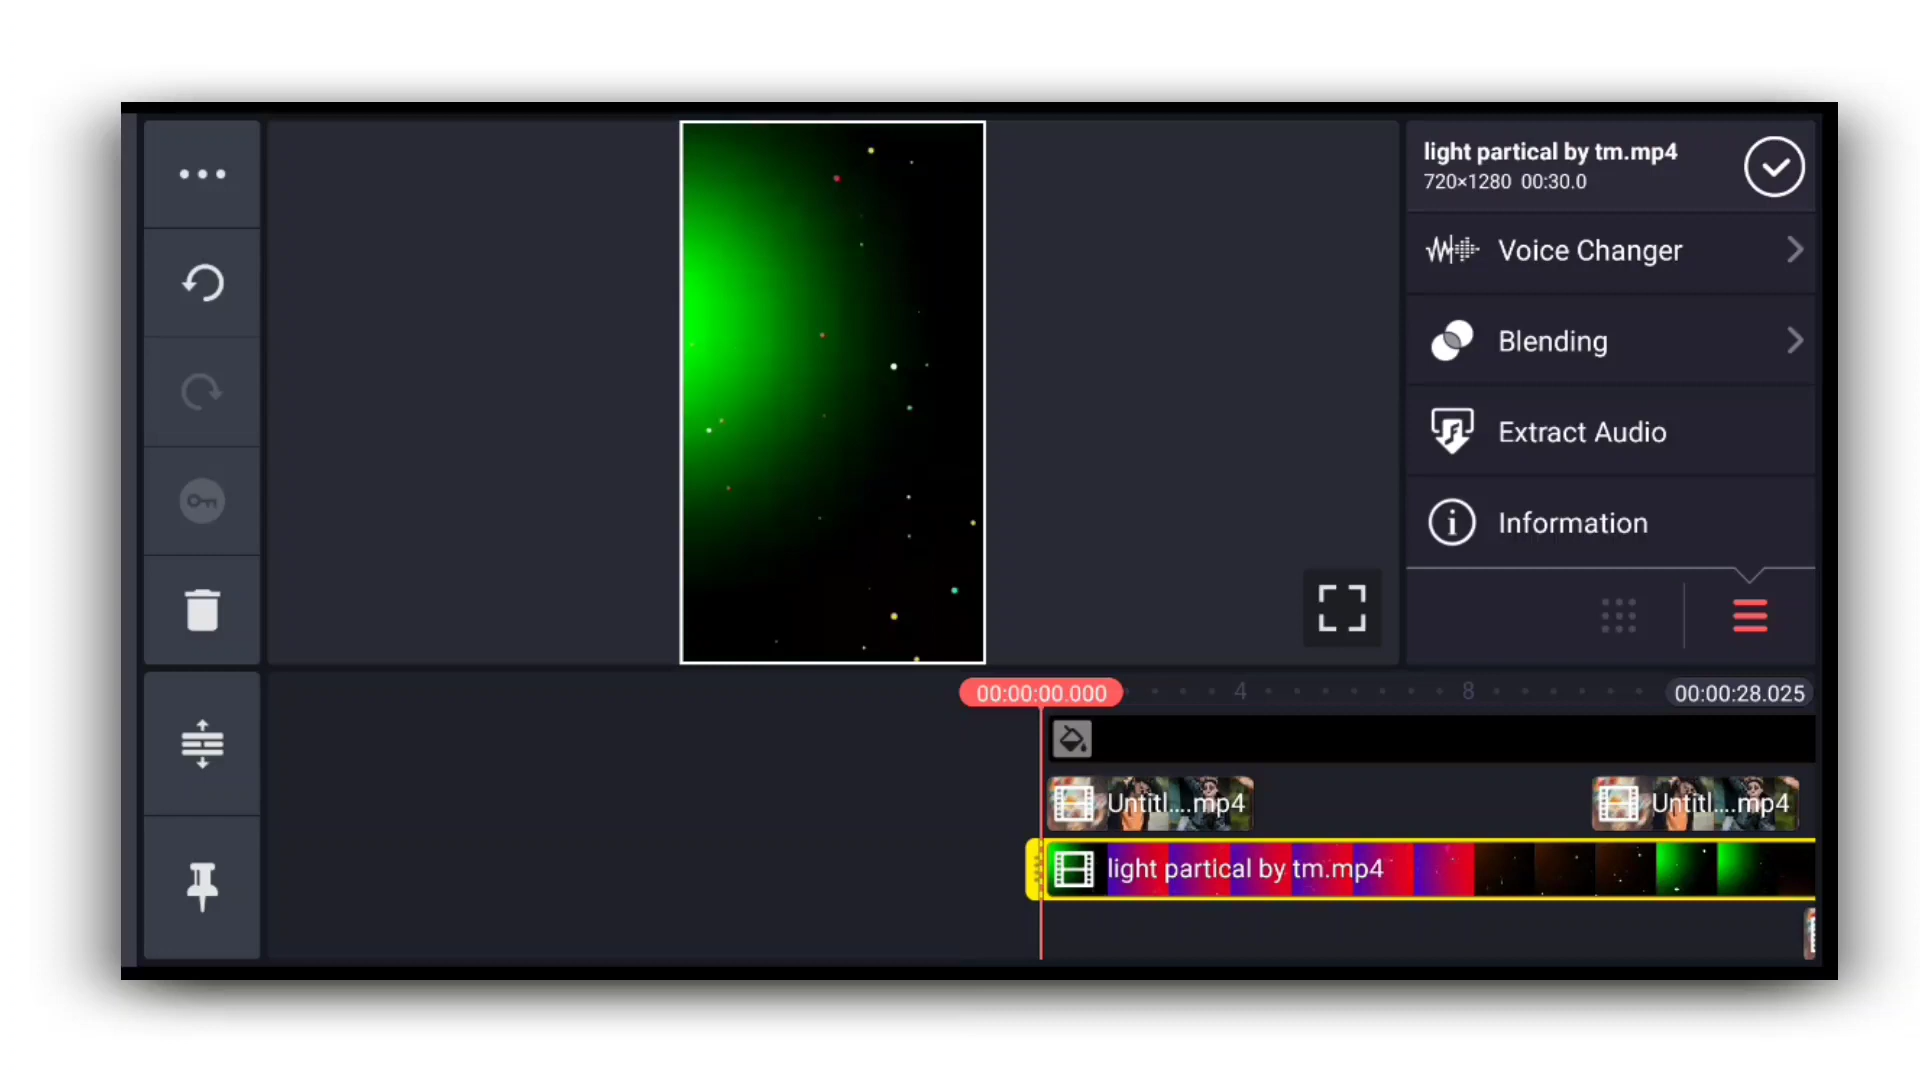 light partical by tm.mp4
720×1280 00:30.0
Voice Changer
Blending
Extract Audio
Information
00:00:00.000
4
8
00:00:28.025
Untitl....mp4
Untitl....mp4
light partical by tm.mp4